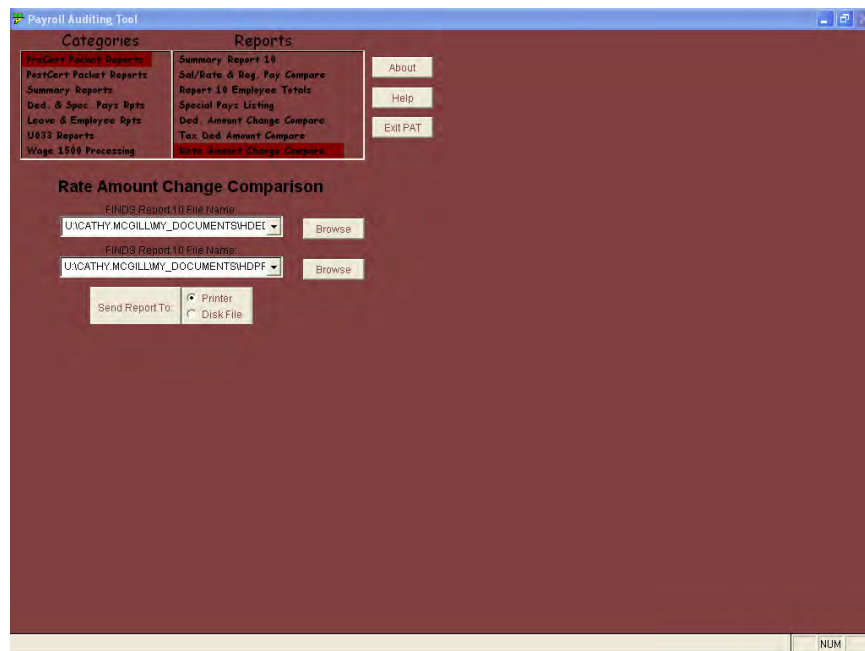 Payroll Auditing Tool
Categories
Reports
PreCert Packet Reports
PostCert Packet Reports
Summary Reports
Ded. & Spec. Pays Rpts
Leave & Employee Rpts
U033 Reports
Wage 1500 Processing
Summary Report 10
Sal/Rate & Reg. Pay Compare
Report 10 Employee Totals
Special Pays Listing
Ded. Amount Change Compare
Tax Ded Amount Compare
Rate Amount Change Compare
About
Help
Exit PAT
Rate Amount Change Comparison
FINDS Report 10 File Name:
U:\CATHY.MCGILL\MY_DOCUMENTS\HDE
Browse
FINDS Report 10 File Name:
U:\CATHY.MCGILL\MY_DOCUMENTS\HDPF
Browse
Send Report To:
Printer
Disk File
NUM